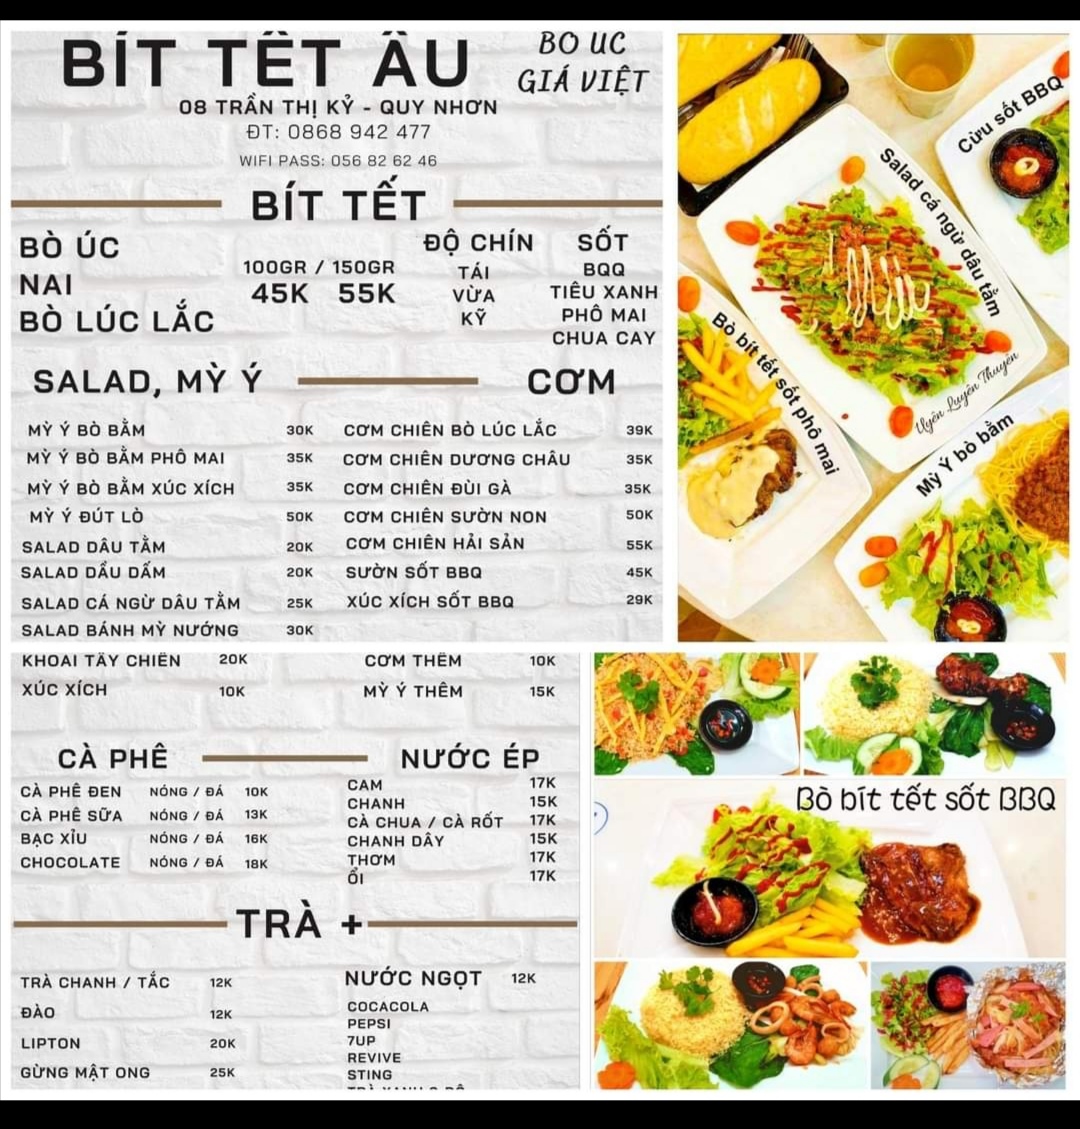 BÍT TẾT ÂU
BÒ ÚC
GIÁ VIỆT
08 TRẦN THỊ KỶ - QUY NHƠN
ĐT: 0868 942 477
WIFI PASS: 056 82 62 46
BÍT TẾT
BÒ ÚC
NAI
BÒ LÚC LẮC
100GR / 150GR
45K 55K
ĐỘ CHÍN
TÁI
VỪA
KỸ
SỐT
BQQ
TIÊU XANH
PHÔ MAI
CHUA CAY
SALAD, MỲ Ý
MỲ Ý BÒ BẰM 30K
MỲ Ý BÒ BẰM PHÔ MAI 35K
MỲ Ý BÒ BẰM XÚC XÍCH 35K
MỲ Ý ĐÚT LÒ 50K
SALAD DÂU TẰM 20K
SALAD DẦU DẤM 20K
SALAD CÁ NGỪ DÂU TẰM 25K
SALAD BÁNH MỲ NƯỚNG 30K
CƠM
CƠM CHIÊN BÒ LÚC LẮC 39K
CƠM CHIÊN DƯƠNG CHÂU 35K
CƠM CHIÊN ĐÙI GÀ 35K
CƠM CHIÊN SƯỜN NON 50K
CƠM CHIÊN HẢI SẢN 55K
SƯỜN SỐT BBQ 45K
XÚC XÍCH SỐT BBQ 29K
Cừu sốt BBQ
Salad cá ngừ dâu tằm
Bò bít tết sốt phô mai
Uyên Luyên Thuyên
Mỳ Ý bò bằm
KHOAI TÂY CHIÊN 20K
XÚC XÍCH 10K
CƠM THÊM 10K
MỲ Ý THÊM 15K
CÀ PHÊ
CÀ PHÊ ĐEN NÓNG / ĐÁ 10K
CÀ PHÊ SỮA NÓNG / ĐÁ 13K
BẠC XỈU NÓNG / ĐÁ 16K
CHOCOLATE NÓNG / ĐÁ 18K
NƯỚC ÉP
CAM 17K
CHANH 15K
CÀ CHUA / CÀ RỐT 17K
CHANH DÂY 15K
THƠM 17K
ỔI 17K
TRÀ +
TRÀ CHANH / TẮC 12K
ĐÀO 12K
LIPTON 20K
GỪNG MẬT ONG 25K
NƯỚC NGỌT 12K
COCACOLA
PEPSI
7UP
REVIVE
STING
TRÀ XANH
Bò bít tết sốt BBQ